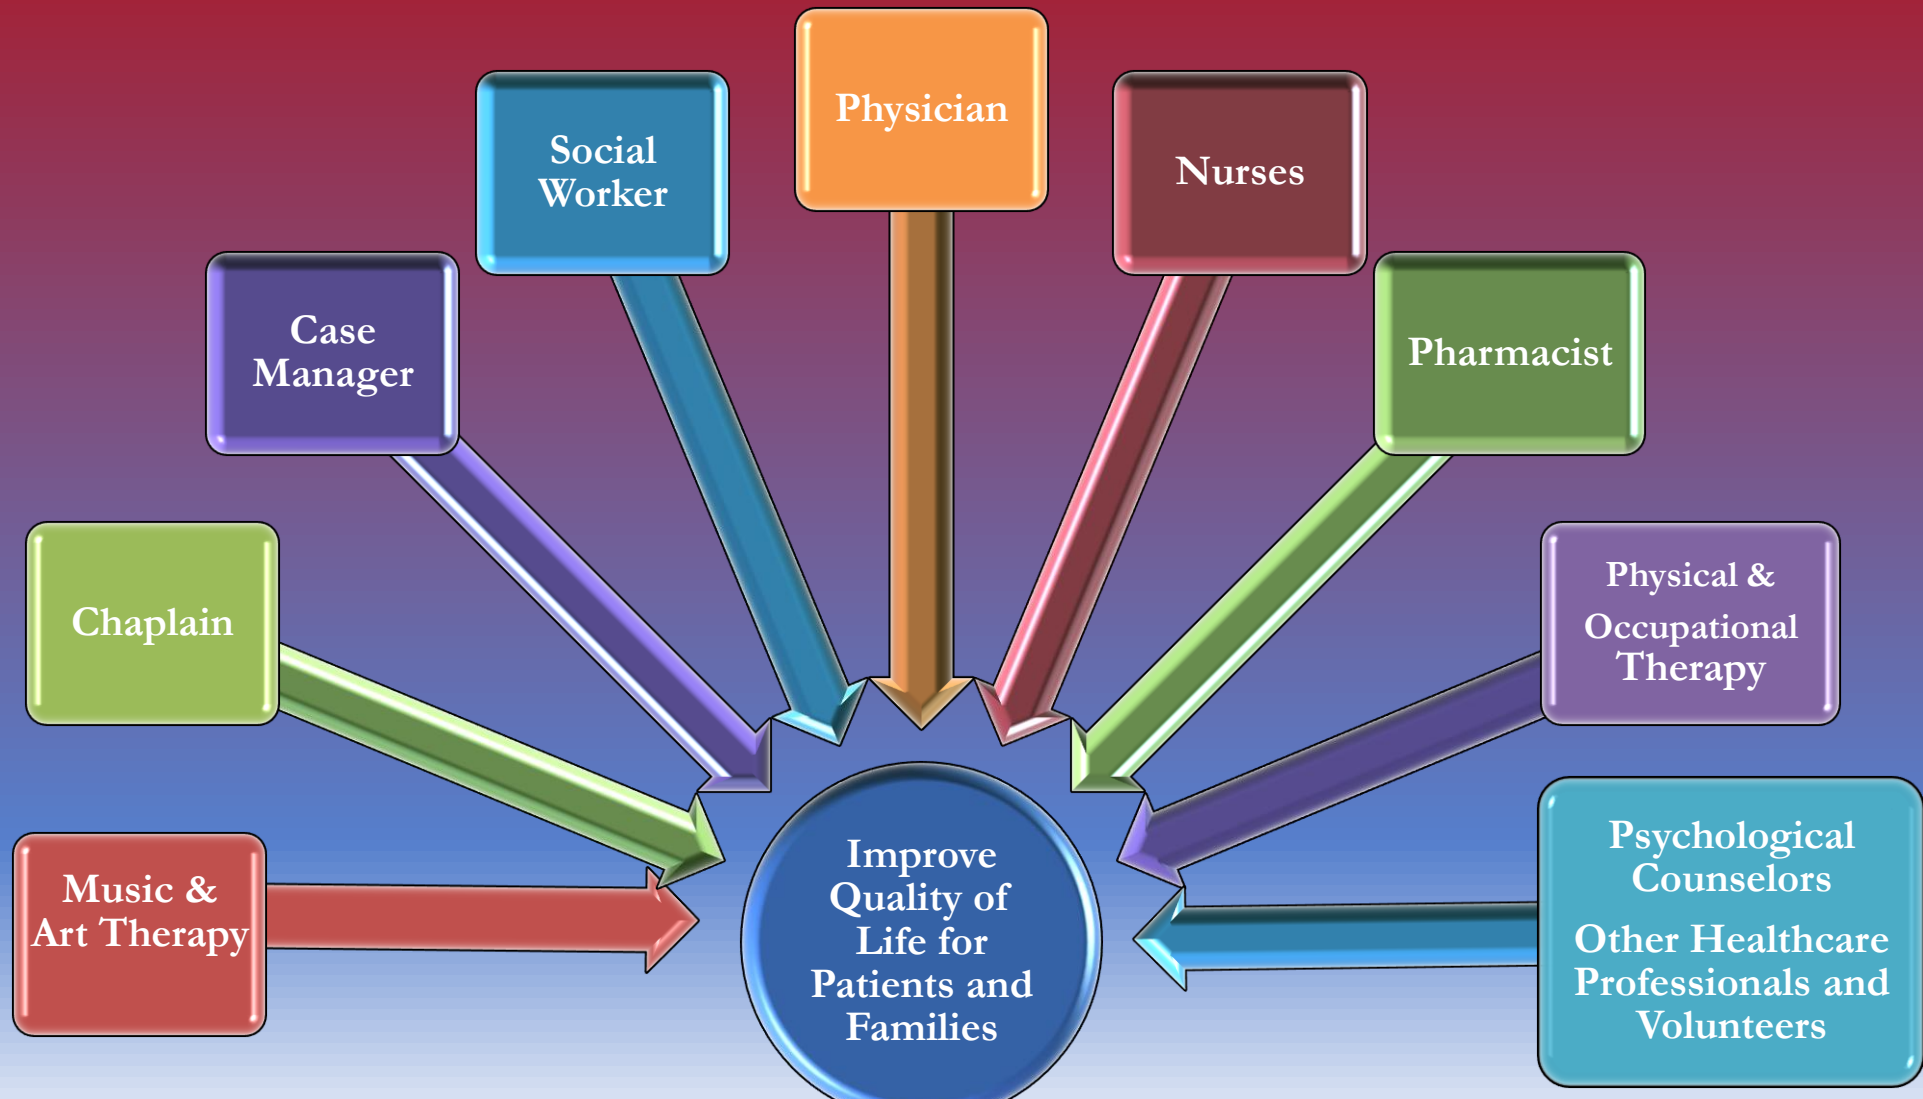 Physician
Social
Worker
Nurses
Case
Manager
Pharmacist
Chaplain
Physical &
Occupational
Therapy
Music &
Art Therapy
Psychological
Counselors
Other Healthcare
Professionals and
Volunteers
Improve
Quality of
Life for
Patients and
Families